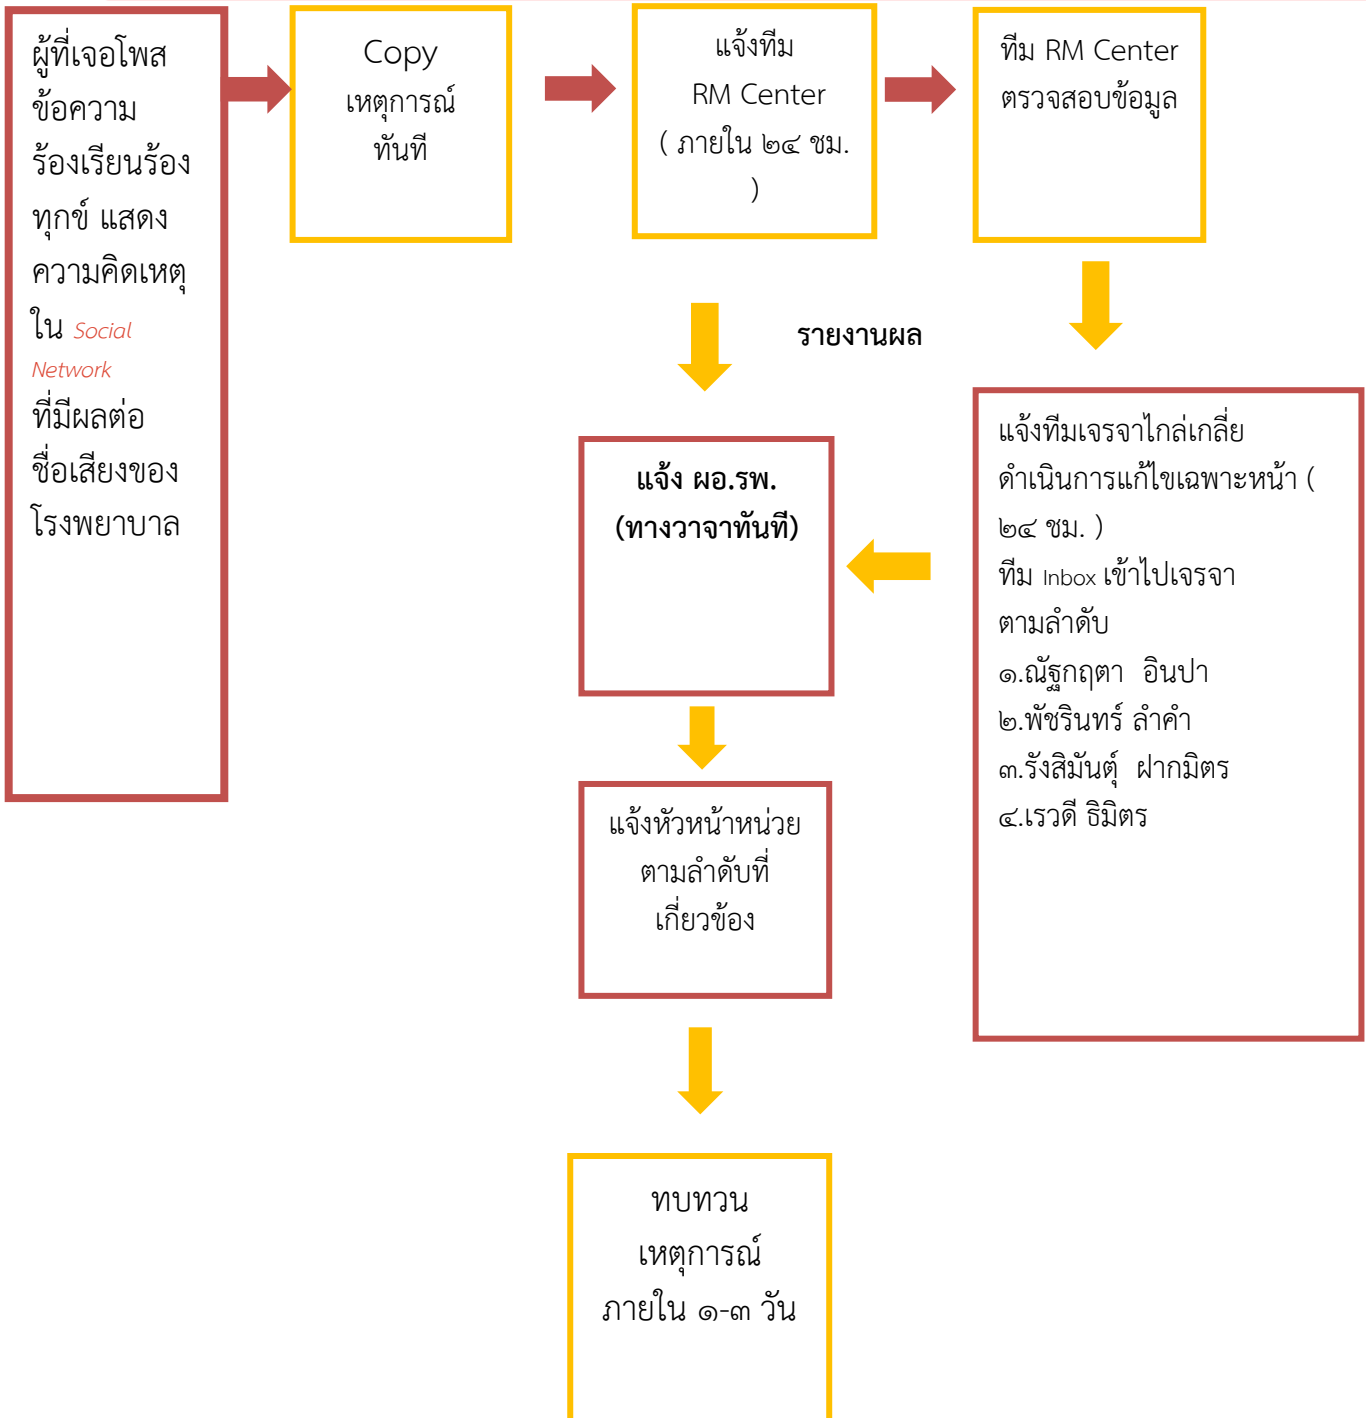 ผู้ที่เจอโพส
ข้อความ
ร้องเรียนร้อง
ทุกข์ แสดง
ความคิดเหตุ
ใน Social
Network
ที่มีผลต่อ
ชื่อเสียงของ
โรงพยาบาล
Copy
เหตุการณ์
ทันที
แจ้งทีม
RM Center
( ภายใน ๒๔ ชม.
)
ทีม RM Center
ตรวจสอบข้อมูล
รายงานผล
แจ้งทีมเจรจาไกล่เกลี่ย
ดำเนินการแก้ไขเฉพาะหน้า (
๒๔ ชม. )
ทีม Inbox เข้าไปเจรจา
ตามลำดับ
๑.ณัฐกฤตา อินปา
๒.พัชรินทร์ ลำคำ
๓.รังสิมันตุ์ ฝากมิตร
๔.เรวดี ธิมิตร
แจ้ง ผอ.รพ.
(ทางวาจาทันที)
แจ้งหัวหน้าหน่วย
ตามลำดับที่
เกี่ยวข้อง
ทบทวน
เหตุการณ์
ภายใน ๑-๓ วัน